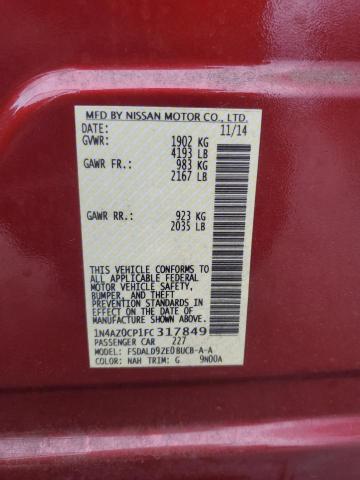 MFD BY NISSAN MOTOR CO., LTD.
DATE: 11/14
GVWR: 1902 KG
4193 LB
GAWR FR: 983 KG
2167 LB
GAWR RR: 923 KG
2035 LB
THIS VEHICLE CONFORMS TO
ALL APPLICABLE FEDERAL
MOTOR VEHICLE SAFETY,
BUMPER, AND THEFT
PREVENTION STANDARDS IN
EFFECT ON THE DATE OF
MANUFACTURE SHOWN ABOVE.
1N4AZ0CP1FC317849
PASSENGER CAR 227
MODEL: FSDALD9ZE0BUCB-A-A
COLOR: NAH TRIM: G 9N00A